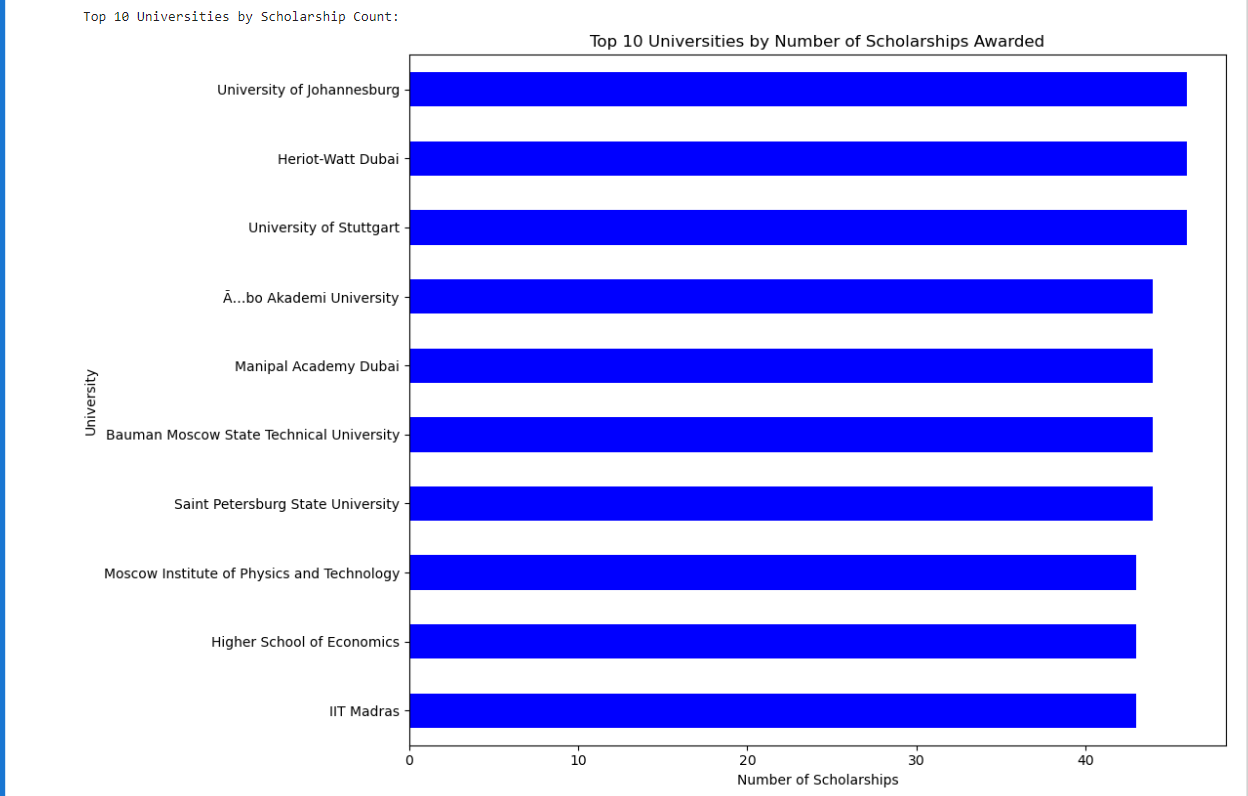 Top 10 Universities by Scholarship Count:
Top 10 Universities by Number of Scholarships Awarded
University of Johannesburg
Heriot-Watt Dubai
University of Stuttgart
Ã…bo Akademi University
Manipal Academy Dubai
University
Bauman Moscow State Technical University
Saint Petersburg State University
Moscow Institute of Physics and Technology
Higher School of Economics
IIT Madras
0 10 20 30 40
Number of Scholarships